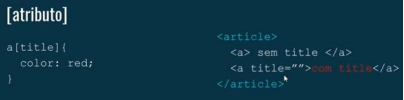 [atributo]
a[title]{
color: red;
}
<article>
<a> sem title </a>
<a title="">com title</a>
</article>